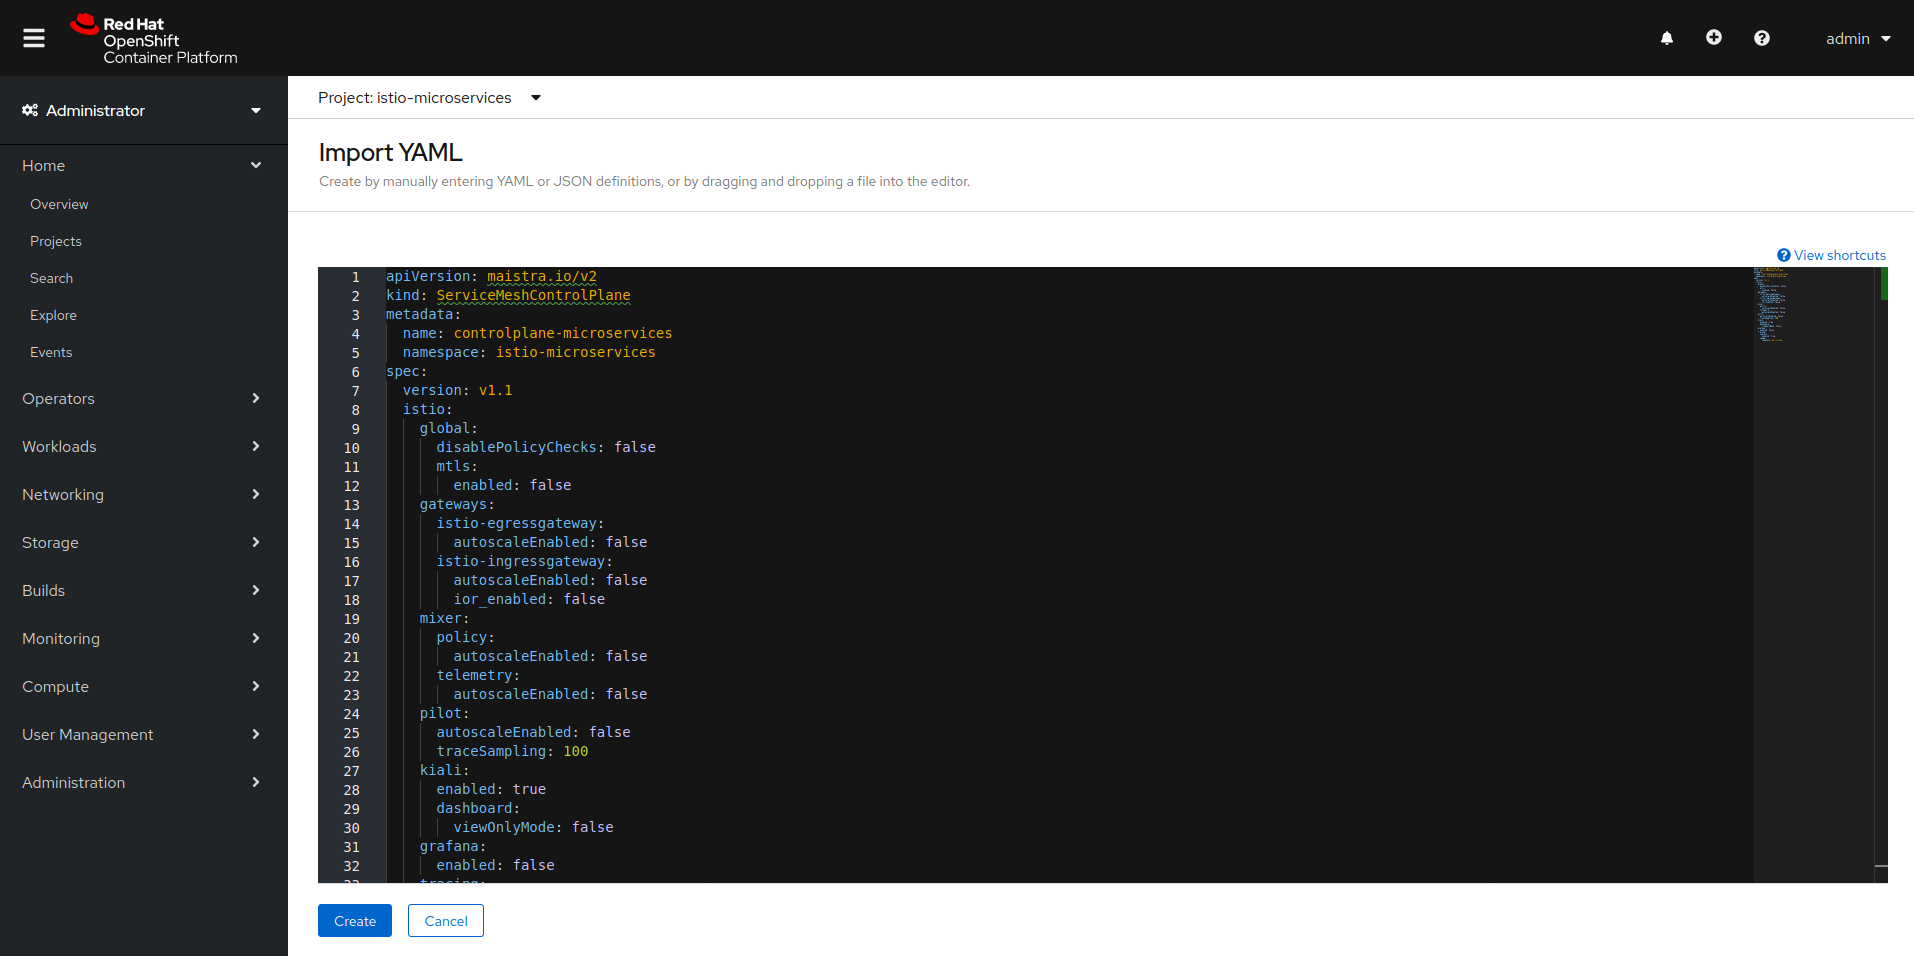 Red Hat
OpenShift
Container Platform
admin
Administrator
Home
Overview
Projects
Search
Explore
Events
Operators
Workloads
Networking
Storage
Builds
Monitoring
Compute
User Management
Administration
Project: istio-microservices
Import YAML
Create by manually entering YAML or JSON definitions, or by dragging and dropping a file into the editor.
View shortcuts
1 apiVersion: maistra.io/v2
2 kind: ServiceMeshControlPlane
3 metadata:
4   name: controlplane-microservices
5   namespace: istio-microservices
6 spec:
7   version: v1.1
8   istio:
9     global:
10       disablePolicyChecks: false
11       mtls:
12         enabled: false
13     gateways:
14       istio-egressgateway:
15         autoscaleEnabled: false
16       istio-ingressgateway:
17         autoscaleEnabled: false
18         ior_enabled: false
19     mixer:
20       policy:
21         autoscaleEnabled: false
22       telemetry:
23         autoscaleEnabled: false
24     pilot:
25       autoscaleEnabled: false
26       traceSampling: 100
27     kiali:
28       enabled: true
29       dashboard:
30         viewOnlyMode: false
31     grafana:
32       enabled: false
33     tracing:
Create
Cancel